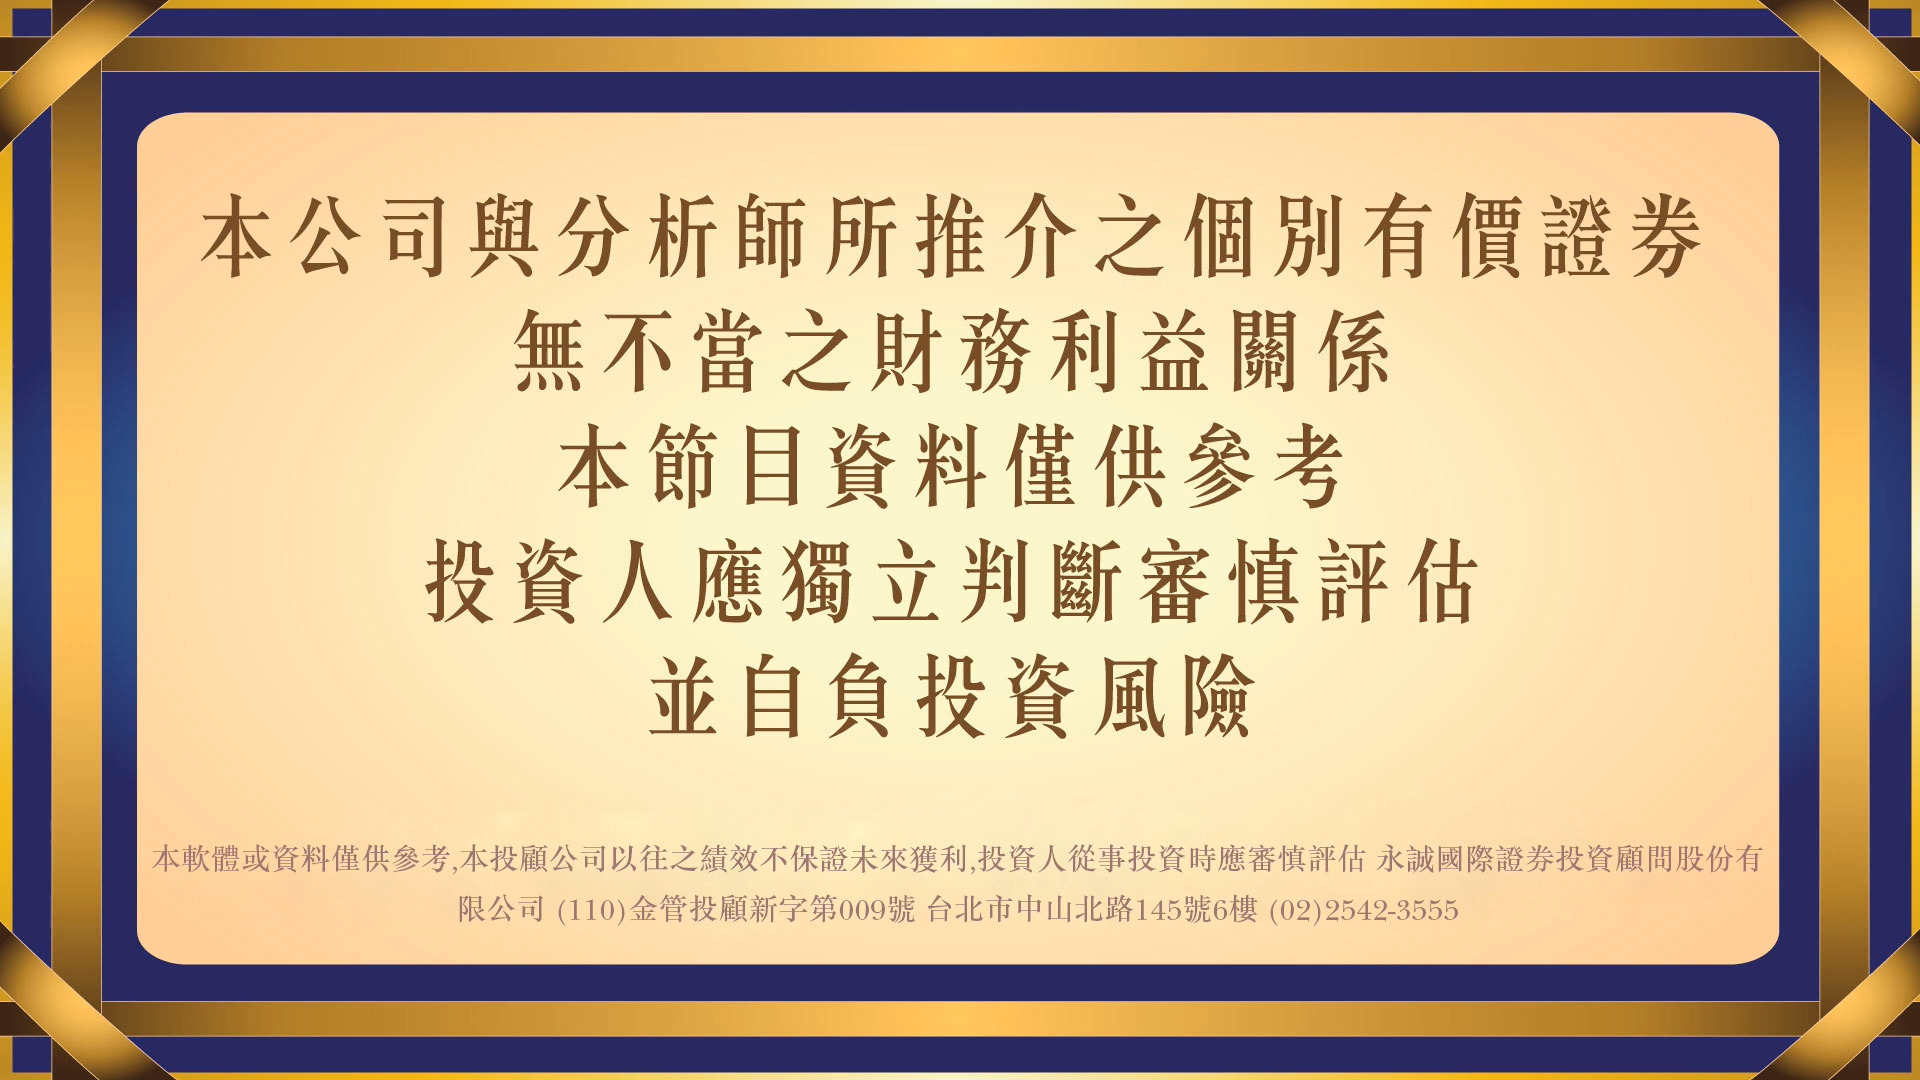 本公司與分析師所推介之個別有價證券
無不當之財務利益關係
本節目資料僅供參考
投資人應獨立判斷審慎評估
並自負投資風險
本軟體或資料僅供參考,本投顧公司以往之績效不保證未來獲利,投資人從事投資時應審慎評估 永誠國際證券投資顧問股份有
限公司 (110)金管投顧新字第009號 台北市中山北路145號6樓 (02)2542-3555